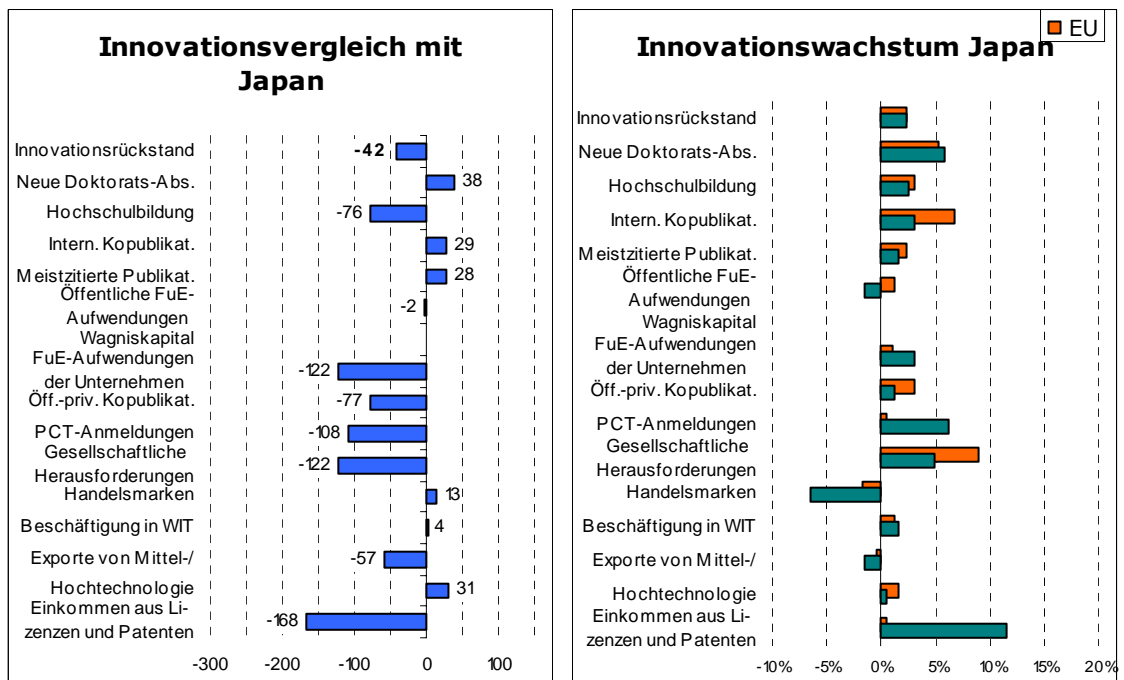 Innovationsvergleich mit
Japan
Innovationsrückstand
-42
Neue Doktorats-Abs.
38
Hochschulbildung
-76
Intern. Kopublikat.
29
Meistzitierte Publikat.
28
Öffentliche FuE-
-2
Aufwendungen
Wagniskapital
FuE-Aufwendungen
-122
der Unternehmen
Öff.-priv. Kopublikat.
-77
PCT-Anmeldungen
-108
Gesellschaftliche
-122
Herausforderungen
Handelsmarken
13
Beschäftigung in WIT
4
Exporte von Mittel-/
-57
Hochtechnologie
31
Einkommen aus Li-
-168
zenzen und Patenten
-300
-200
-100
0
100
Innovationswachstum Japan
EU
Innovationsrückstand
Neue Doktorats-Abs.
Hochschulbildung
Intern. Kopublikat.
Meistzitierte Publikat.
Öffentliche FuE-
Aufwendungen
Wagniskapital
FuE-Aufwendungen
der Unternehmen
Öff.-priv. Kopublikat.
PCT-Anmeldungen
Gesellschaftliche
Herausforderungen
Handelsmarken
Beschäftigung in WIT
Exporte von Mittel-/
Hochtechnologie
Einkommen aus Li-
zenzen und Patenten
-10%
-5%
0%
5%
10%
15%
20%